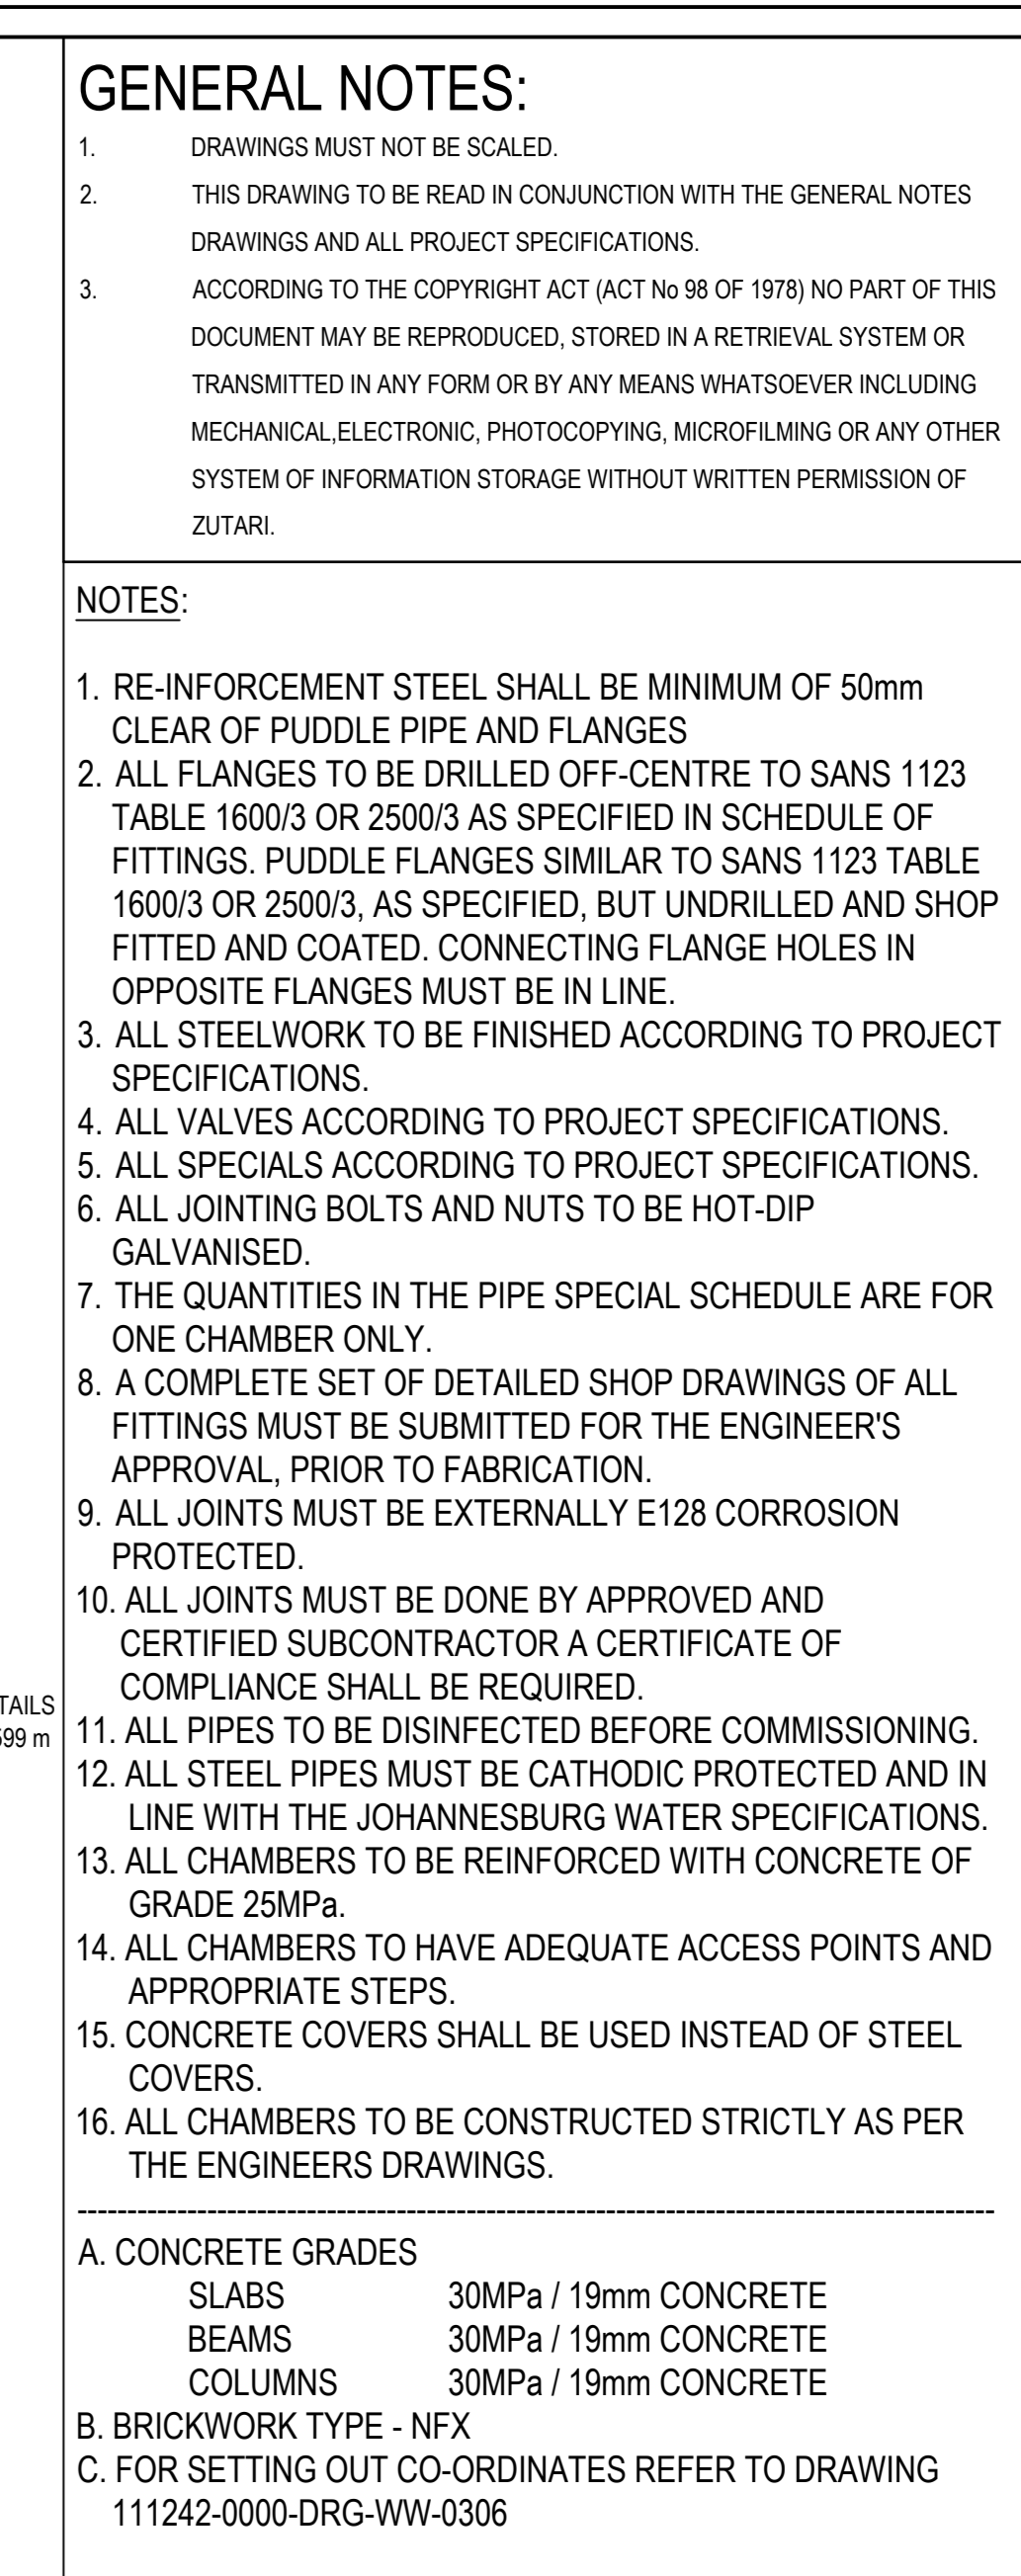 GENERAL NOTES:
1. DRAWINGS MUST NOT BE SCALED.
2. THIS DRAWING TO BE READ IN CONJUNCTION WITH THE GENERAL NOTES
DRAWINGS AND ALL PROJECT SPECIFICATIONS.
3. ACCORDING TO THE COPYRIGHT ACT (ACT No 98 OF 1978) NO PART OF THIS
DOCUMENT MAY BE REPRODUCED, STORED IN A RETRIEVAL SYSTEM OR
TRANSMITTED IN ANY FORM OR BY ANY MEANS WHATSOEVER INCLUDING
MECHANICAL,ELECTRONIC, PHOTOCOPYING, MICROFILMING OR ANY OTHER
SYSTEM OF INFORMATION STORAGE WITHOUT WRITTEN PERMISSION OF
ZUTARI.
NOTES:
1. RE-INFORCEMENT STEEL SHALL BE MINIMUM OF 50mm
CLEAR OF PUDDLE PIPE AND FLANGES
2. ALL FLANGES TO BE DRILLED OFF-CENTRE TO SANS 1123
TABLE 1600/3 OR 2500/3 AS SPECIFIED IN SCHEDULE OF
FITTINGS. PUDDLE FLANGES SIMILAR TO SANS 1123 TABLE
1600/3 OR 2500/3, AS SPECIFIED, BUT UNDRILLED AND SHOP
FITTED AND COATED. CONNECTING FLANGE HOLES IN
OPPOSITE FLANGES MUST BE IN LINE.
3. ALL STEELWORK TO BE FINISHED ACCORDING TO PROJECT
SPECIFICATIONS.
4. ALL VALVES ACCORDING TO PROJECT SPECIFICATIONS.
5. ALL SPECIALS ACCORDING TO PROJECT SPECIFICATIONS.
6. ALL JOINTING BOLTS AND NUTS TO BE HOT-DIP
GALVANISED.
7. THE QUANTITIES IN THE PIPE SPECIAL SCHEDULE ARE FOR
ONE CHAMBER ONLY.
8. A COMPLETE SET OF DETAILED SHOP DRAWINGS OF ALL
FITTINGS MUST BE SUBMITTED FOR THE ENGINEER'S
APPROVAL, PRIOR TO FABRICATION.
9. ALL JOINTS MUST BE EXTERNALLY E128 CORROSION
PROTECTED.
10. ALL JOINTS MUST BE DONE BY APPROVED AND
CERTIFIED SUBCONTRACTOR A CERTIFICATE OF
COMPLIANCE SHALL BE REQUIRED.
11. ALL PIPES TO BE DISINFECTED BEFORE COMMISSIONING.
12. ALL STEEL PIPES MUST BE CATHODIC PROTECTED AND IN
LINE WITH THE JOHANNESBURG WATER SPECIFICATIONS.
13. ALL CHAMBERS TO BE REINFORCED WITH CONCRETE OF
GRADE 25MPa.
14. ALL CHAMBERS TO HAVE ADEQUATE ACCESS POINTS AND
APPROPRIATE STEPS.
15. CONCRETE COVERS SHALL BE USED INSTEAD OF STEEL
COVERS.
16. ALL CHAMBERS TO BE CONSTRUCTED STRICTLY AS PER
THE ENGINEERS DRAWINGS.
A. CONCRETE GRADES
SLABS 30MPa / 19mm CONCRETE
BEAMS 30MPa / 19mm CONCRETE
COLUMNS 30MPa / 19mm CONCRETE
B. BRICKWORK TYPE - NFX
C. FOR SETTING OUT CO-ORDINATES REFER TO DRAWING
111242-0000-DRG-WW-0306